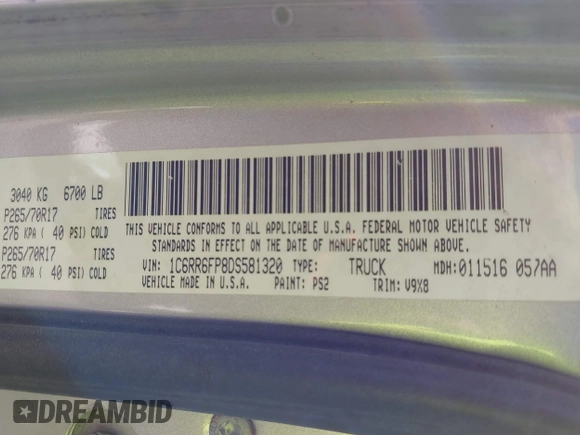 3040 KG 6700 LB
P265/70R17 TIRES
276 KPA ( 40 PSI) COLD
P265/70R17 TIRES
276 KPA ( 40 PSI) COLD
THIS VEHICLE CONFORMS TO ALL APPLICABLE U.S.A. FEDERAL MOTOR VEHICLE SAFETY
STANDARDS IN EFFECT ON THE DATE OF MANUFACTURE SHOWN ABOVE.
VIN: 1C6RR6FP8DS581320 TYPE: TRUCK MDH:011516 057AA
VEHICLE MADE IN U.S.A. PAINT: PS2 TRIM: V9X8
DREAMBID